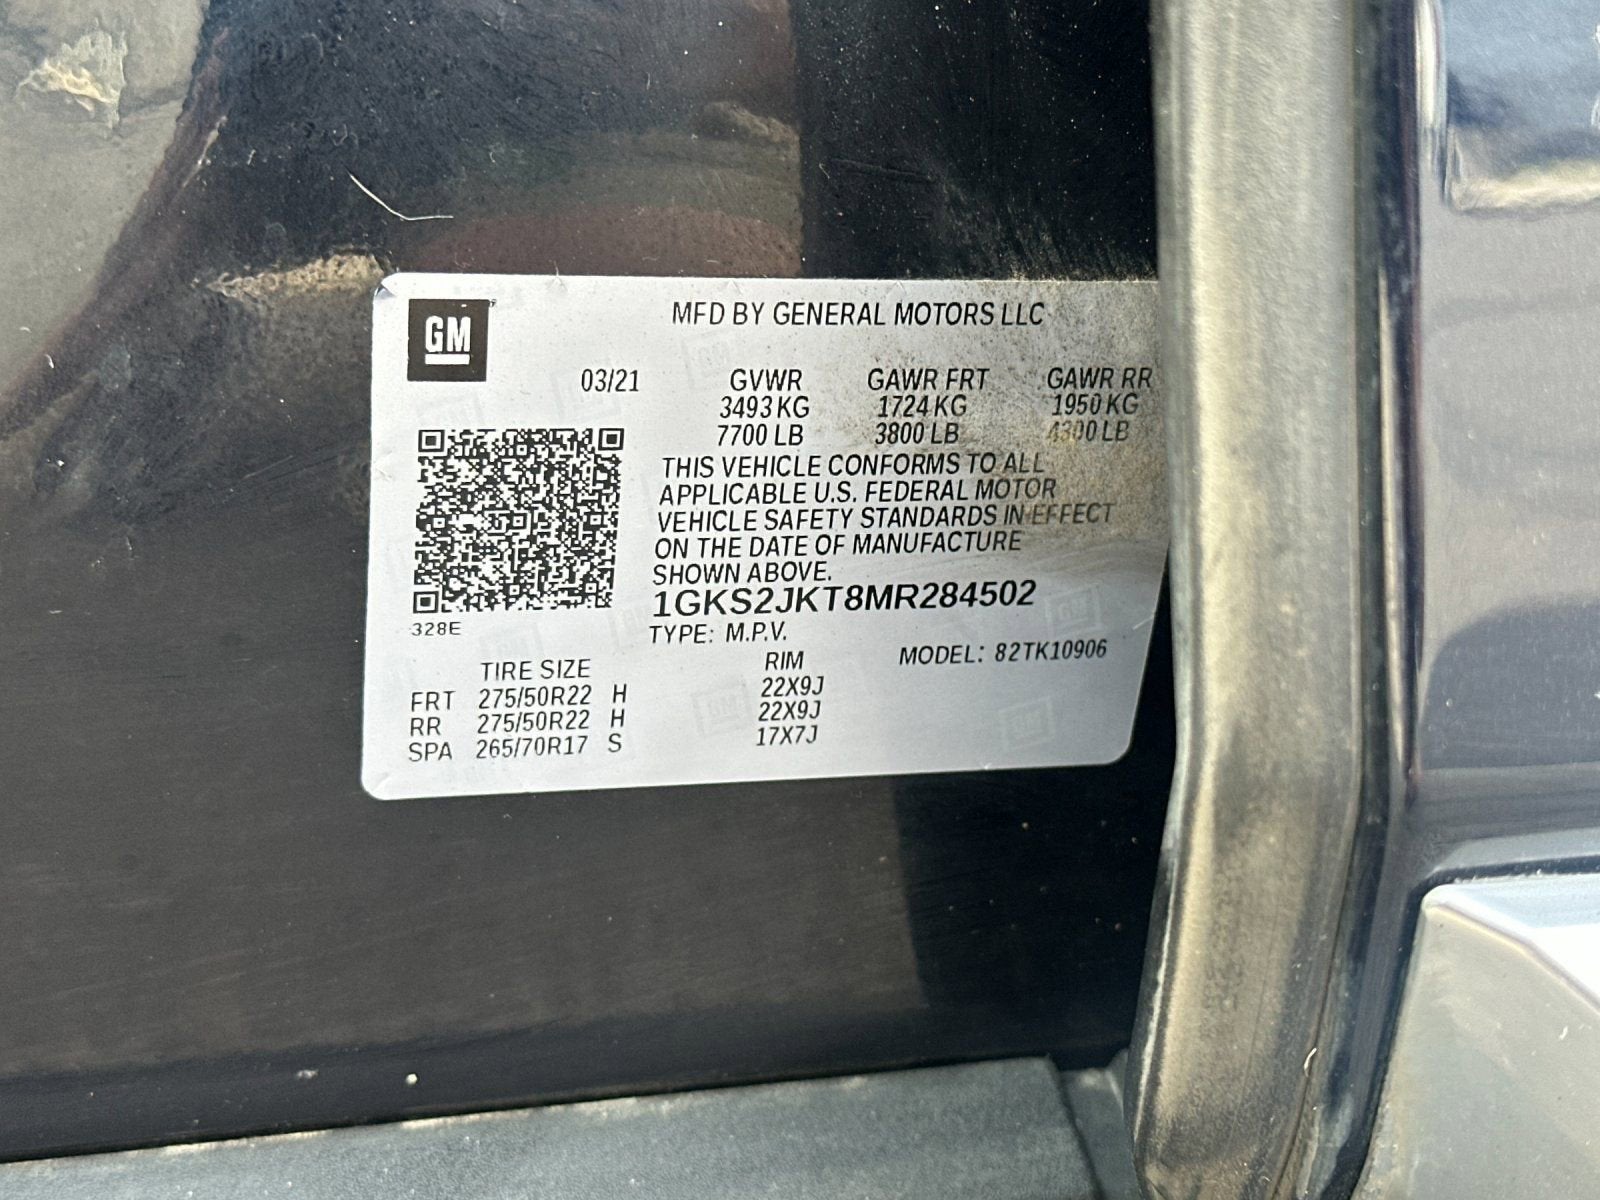 GM
MFD BY GENERAL MOTORS LLC
03/21 GVWR GAWR FRT GAWR RR
3493 KG 1724 KG 1950 KG
7700 LB 3800 LB 4300 LB
THIS VEHICLE CONFORMS TO ALL
APPLICABLE U.S. FEDERAL MOTOR
VEHICLE SAFETY STANDARDS IN EFFECT
ON THE DATE OF MANUFACTURE
SHOWN ABOVE.
1GKS2JKT8MR284502
328E
TYPE: M.P.V.
MODEL: 82TK10906
TIRE SIZE RIM
FRT 275/50R22 H 22X9J
RR 275/50R22 H 22X9J
SPA 265/70R17 S 17X7J